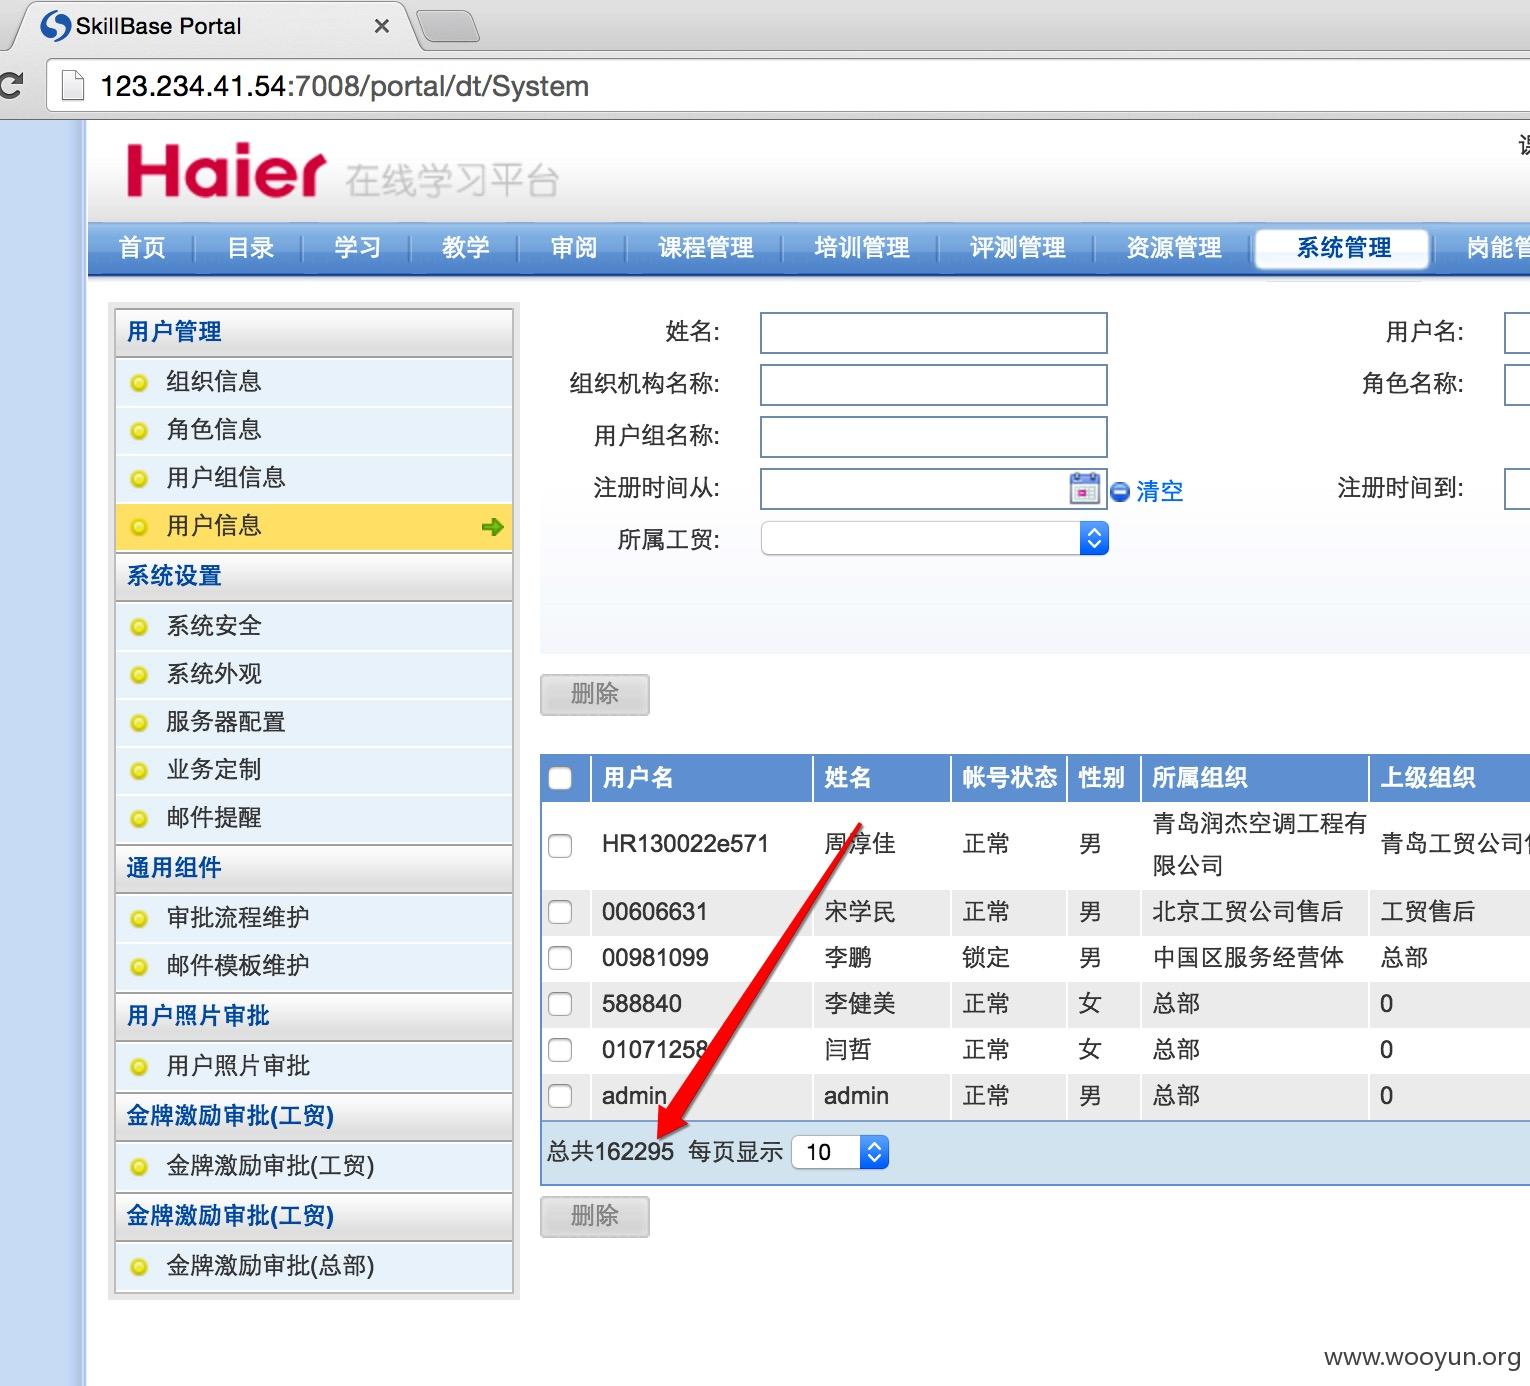 SkillBase Portal
123.234.41.54:7008/portal/dt/System
Haier 在线学习平台
首页 目录 学习 教学 审阅 课程管理 培训管理 评测管理 资源管理 系统管理 岗能管
用户管理
组织信息
角色信息
用户组信息
用户信息
系统设置
系统安全
系统外观
服务器配置
业务定制
邮件提醒
通用组件
审批流程维护
邮件模板维护
用户照片审批
用户照片审批
金牌激励审批(工贸)
金牌激励审批(工贸)
金牌激励审批(工贸)
金牌激励审批(总部)
姓名: 用户名:
组织机构名称: 角色名称:
用户组名称:
注册时间从: 清空 注册时间到:
所属工贸:
删除
用户名 姓名 帐号状态 性别 所属组织 上级组织
HR130022e571 周淳佳 正常 男 青岛润杰空调工程有限公司 青岛工贸公司
00606631 宋学民 正常 男 北京工贸公司售后 工贸售后
00981099 李鹏 锁定 男 中国区服务经营体 总部
588840 李健美 正常 女 总部 0
01071258 闫哲 正常 女 总部 0
admin admin 正常 男 总部 0
总共162295 每页显示 10
删除
www.wooyun.org